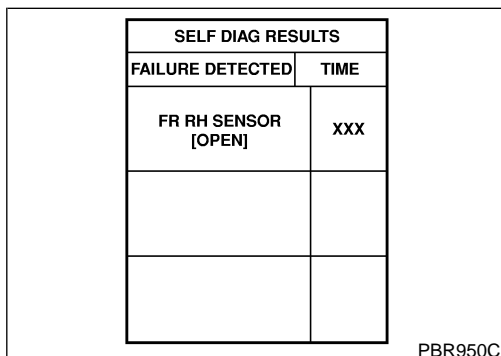 SELF DIAG RESULTS
FAILURE DETECTED TIME
FR RH SENSOR XXX
[OPEN]
PBR950C